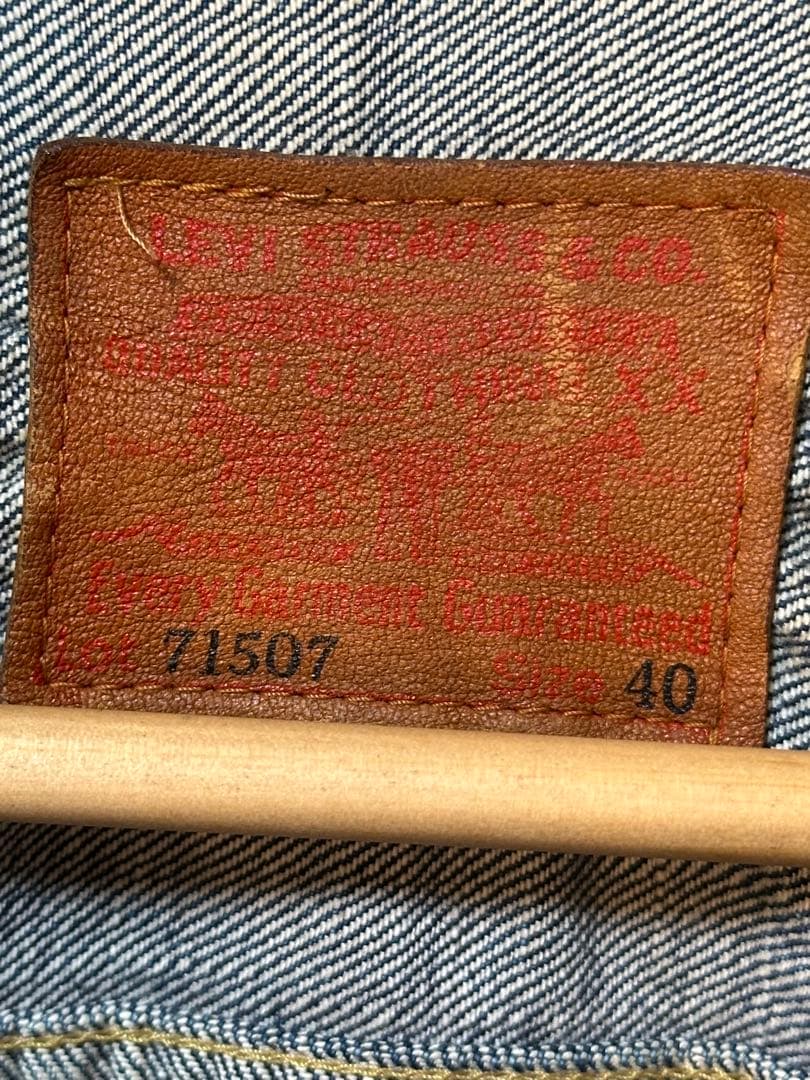 LEVI STRAUSS & CO.
QUALITY CLOTHING XX
Every Garment Guaranteed
Lot 71507 Size 40